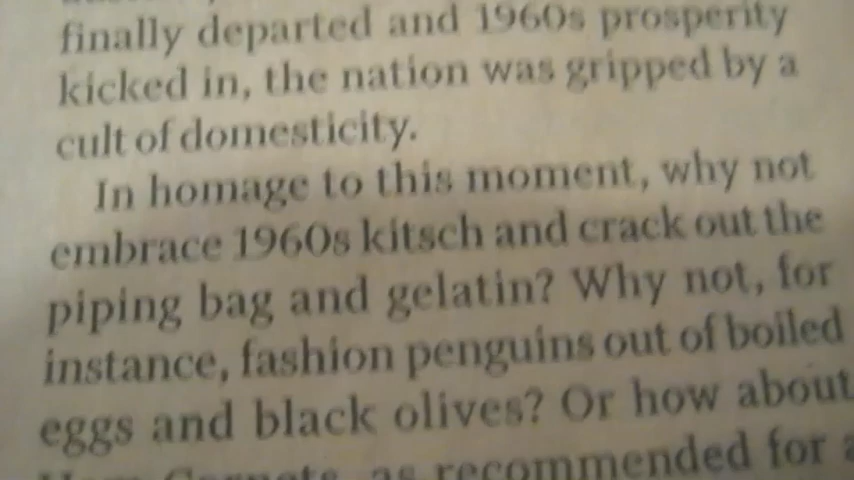 finally departed and 1960s prosperity
kicked in, the nation was gripped by a
cult of domesticity.
In homage to this moment, why not
embrace 1960s kitsch and crack out the
piping bag and gelatin? Why not, for
instance, fashion penguins out of boiled
eggs and black olives? Or how about
as recommended for a